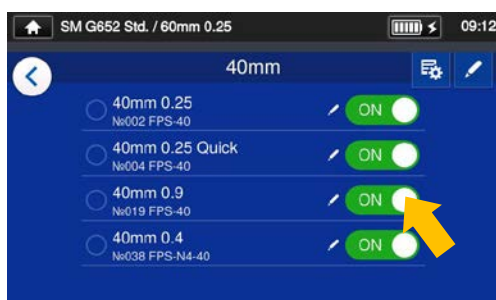 SM G652 Std. / 60mm 0.25 09:12
40mm
40mm 0.25
№002 FPS-40
ON
40mm 0.25 Quick
№004 FPS-40
ON
40mm 0.9
№019 FPS-40
ON
40mm 0.4
№038 FPS-N4-40
ON